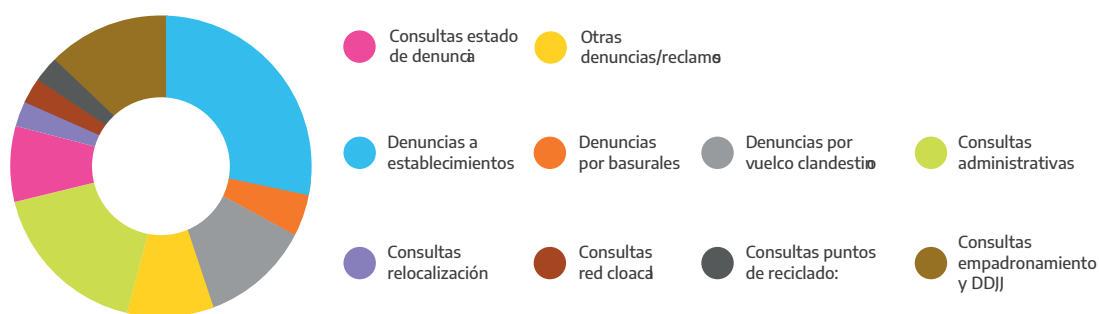 Consultas estado
de denuncia
Otras
denuncias/reclamos
Denuncias a
establecimientos
Denuncias
por basurales
Denuncias por
vuelco clandestino
Consultas
administrativas
Consultas
relocalización
Consultas
red cloacal
Consultas puntos
de reciclado:
Consultas
empadronamiento
y DDJJ